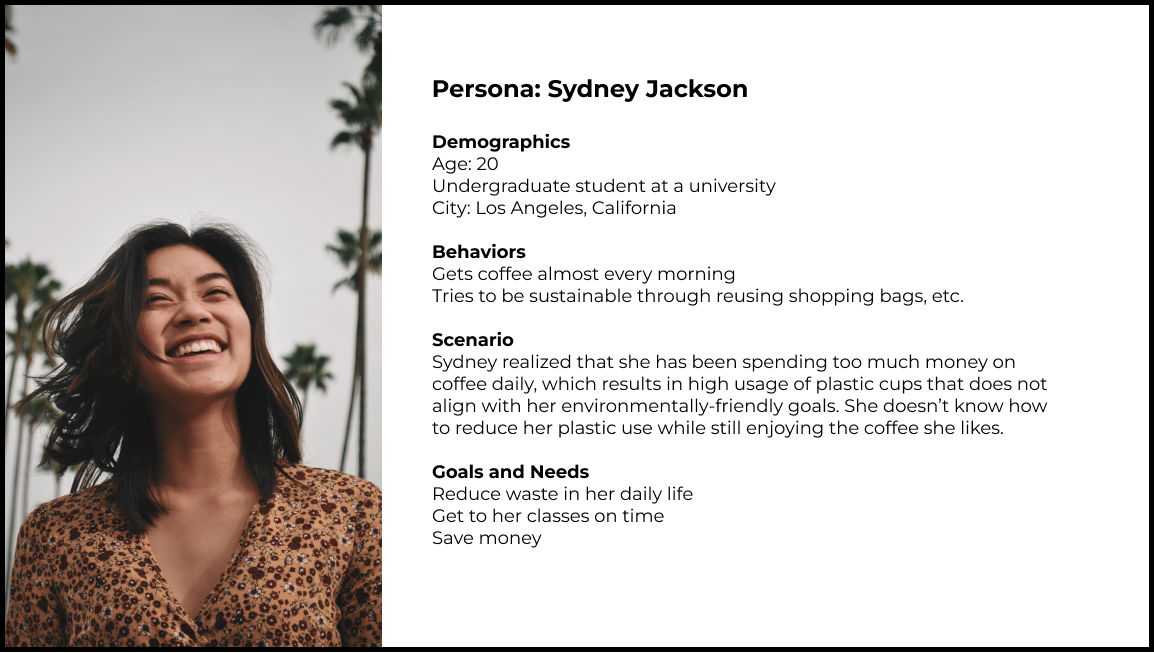 Persona: Sydney Jackson
Demographics
Age: 20
Undergraduate student at a university
City: Los Angeles, California
Behaviors
Gets coffee almost every morning
Tries to be sustainable through reusing shopping bags, etc.
Scenario
Sydney realized that she has been spending too much money on
coffee daily, which results in high usage of plastic cups that does not
align with her environmentally-friendly goals. She doesn’t know how
to reduce her plastic use while still enjoying the coffee she likes.
Goals and Needs
Reduce waste in her daily life
Get to her classes on time
Save money